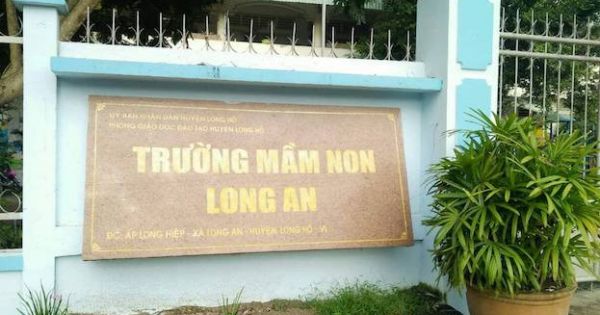 ỦY BAN NHÂN DÂN HUYỆN LONG HỒ
PHÒNG GIÁO DỤC ĐÀO TẠO HUYỆN LONG HỒ
TRƯỜNG MẦM NON
LONG AN
ĐC: ẤP LONG HIỆP - XÃ LONG AN - HUYỆN LONG HỒ - VL